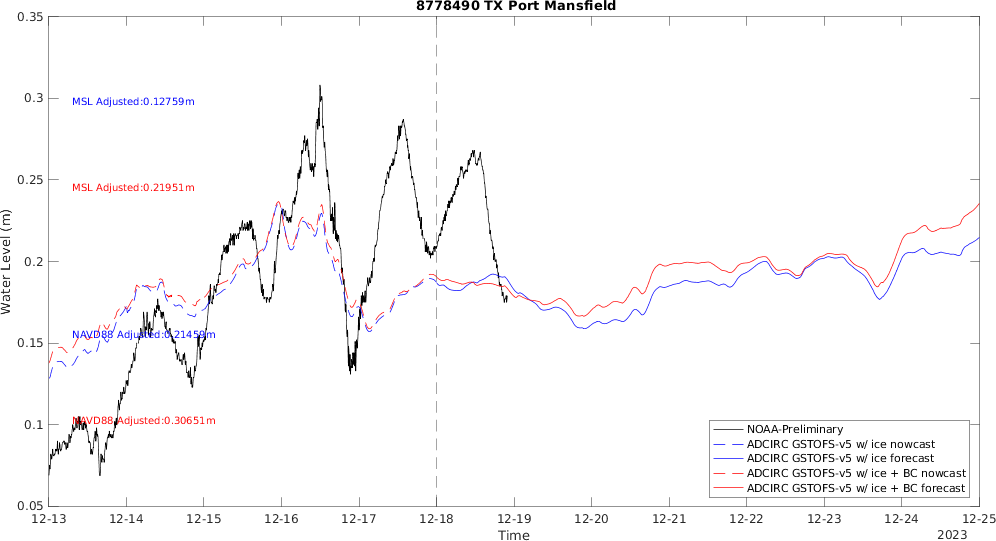 8778490 TX Port Mansfield
Water Level (m)
0.35
0.3
0.25
0.2
0.15
0.1
0.05
MSL Adjusted:0.12759m
MSL Adjusted:0.21951m
NAVD88 Adjusted:0.21459m
NAVD88 Adjusted:0.30651m
NOAA-Preliminary
ADCIRC GSTOFS-v5 w/ ice nowcast
ADCIRC GSTOFS-v5 w/ ice forecast
ADCIRC GSTOFS-v5 w/ ice + BC nowcast
ADCIRC GSTOFS-v5 w/ ice + BC forecast
12-13 12-14 12-15 12-16 12-17 12-18 12-19 12-20 12-21 12-22 12-23 12-24 12-25
Time
2023